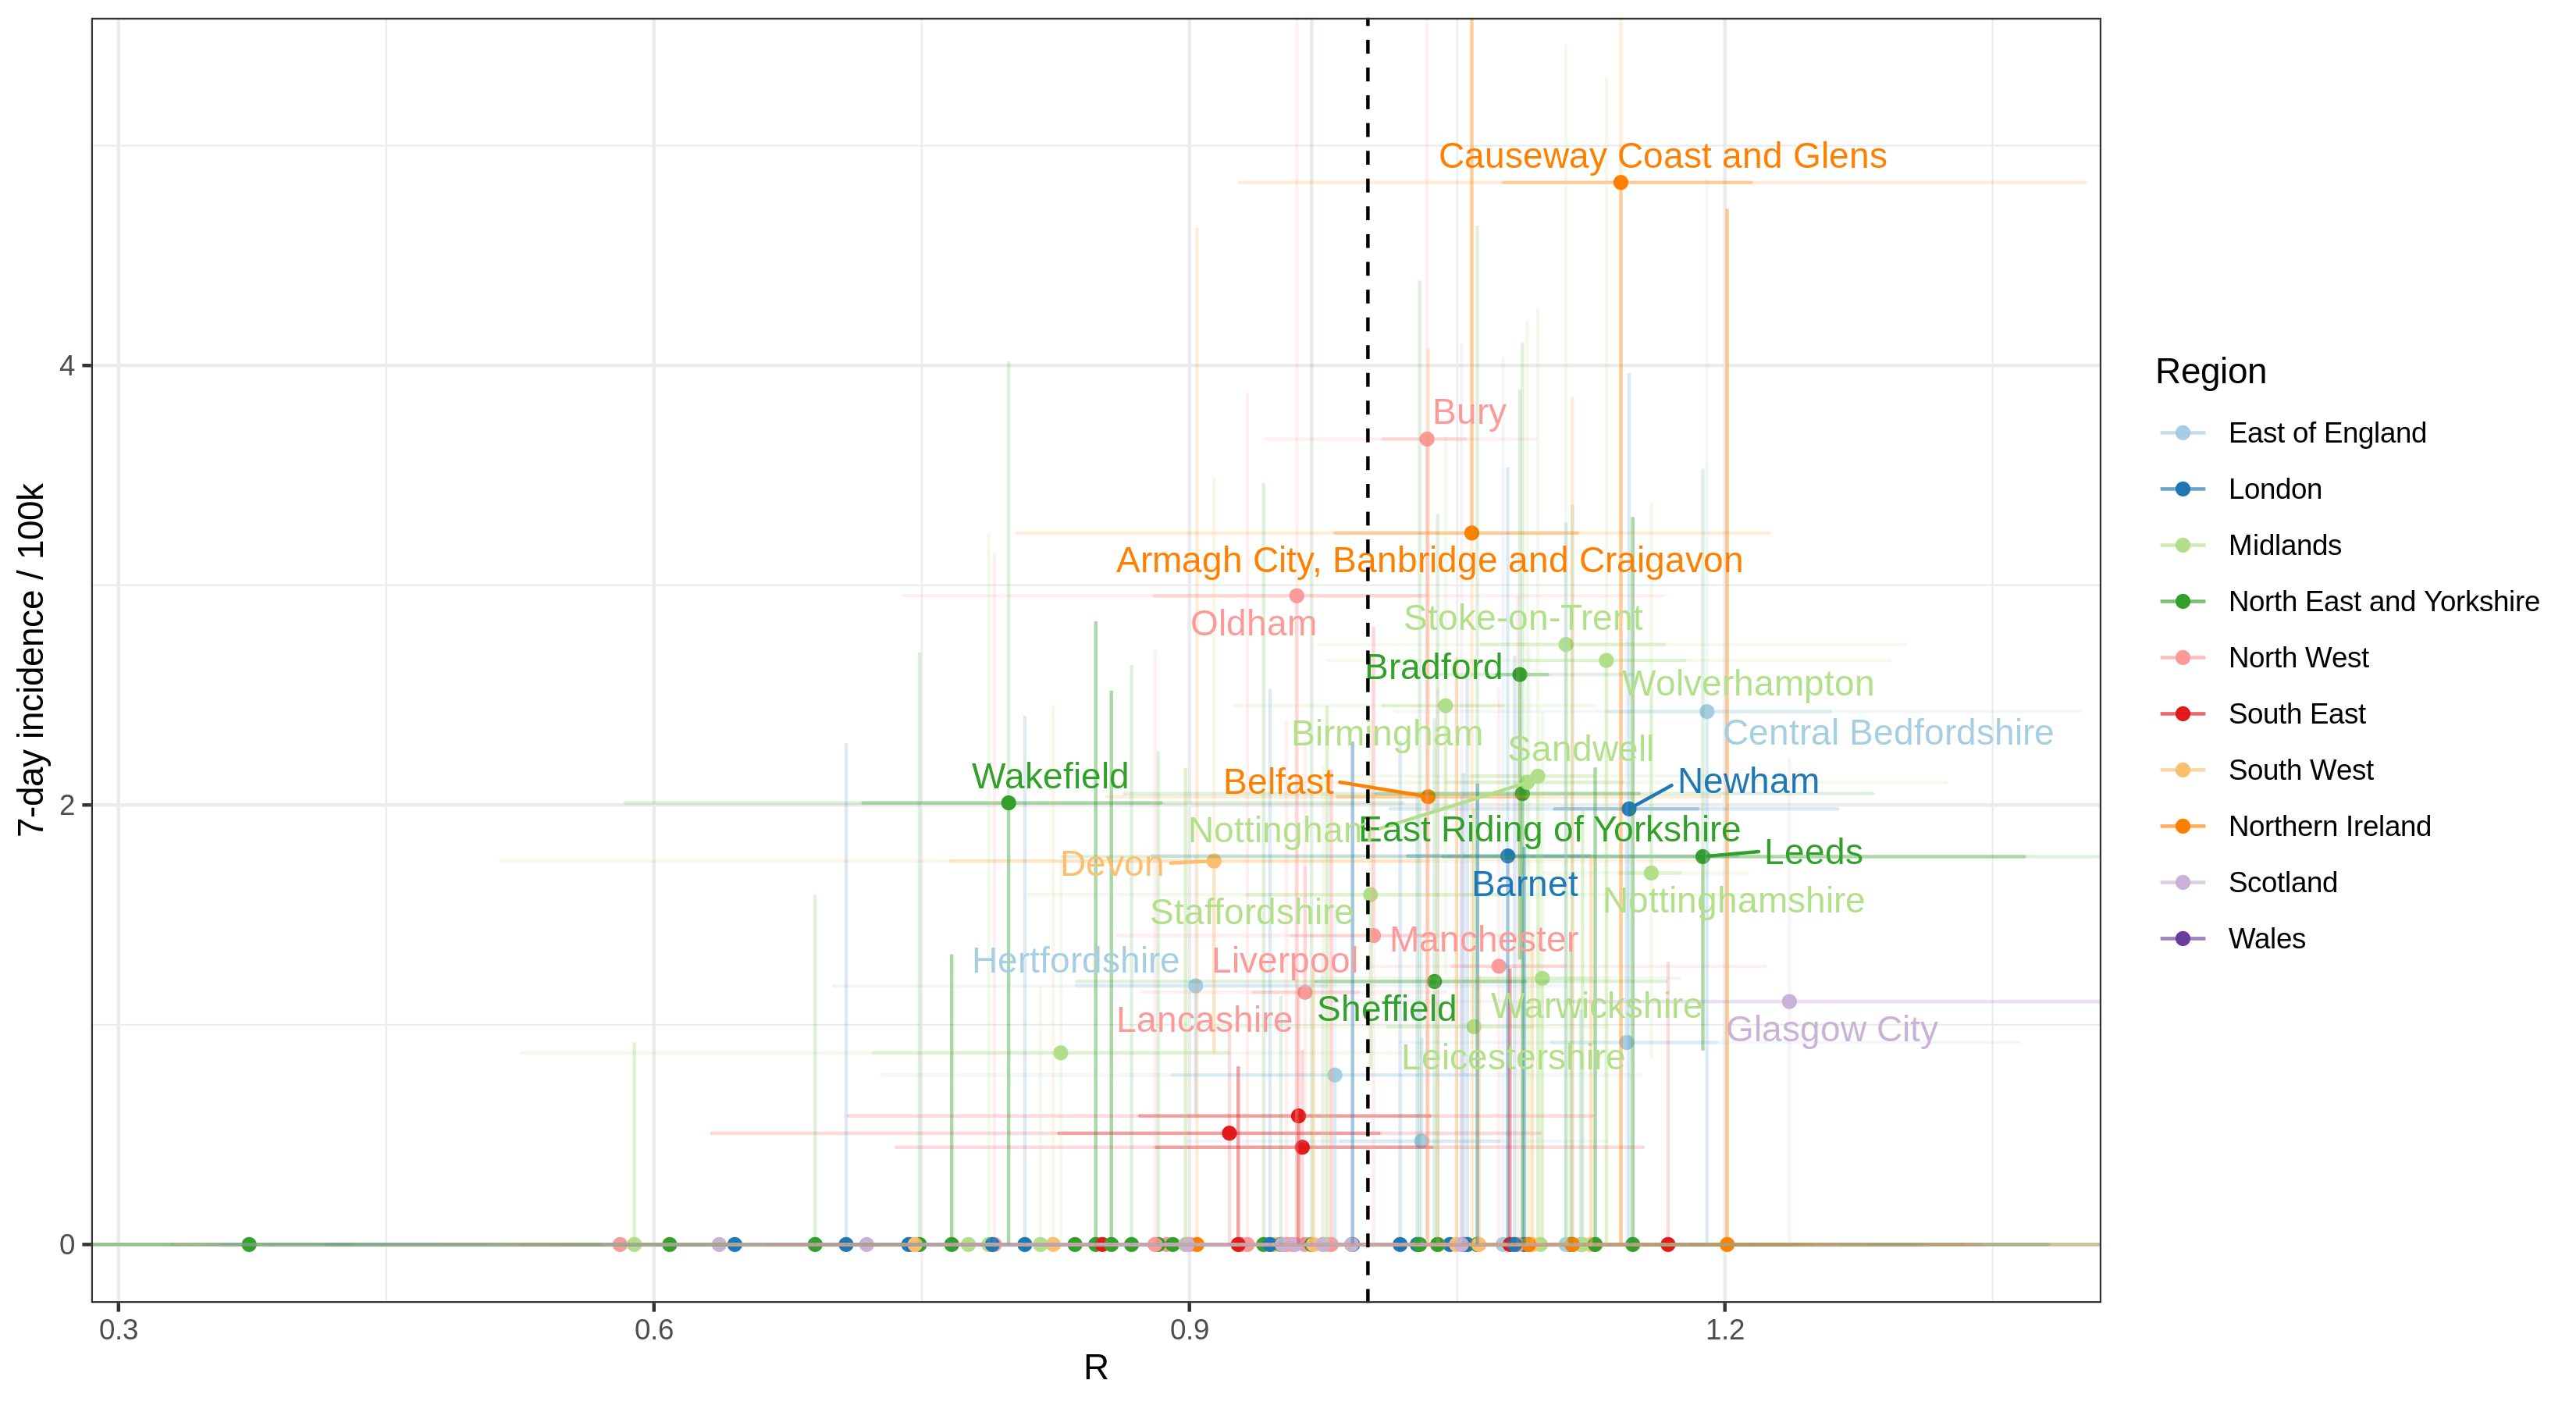 Causeway Coast and Glens
4
Bury
Armagh City, Banbridge and Craigavon
Oldham
Stoke-on-Trent
Bradford
Wolverhampton
Birmingham
Central Bedfordshire
Sandwell
Wakefield
Belfast
Newham
2
Nottingham
East Riding of Yorkshire
Devon
Leeds
Barnet
Nottinghamshire
Staffordshire
Manchester
Hertfordshire
Liverpool
Sheffield
Warwickshire
Lancashire
Glasgow City
Leicestershire
0
0.3
0.6
0.9
1.2
R
7-day incidence / 100k
Region
East of England
London
Midlands
North East and Yorkshire
North West
South East
South West
Northern Ireland
Scotland
Wales